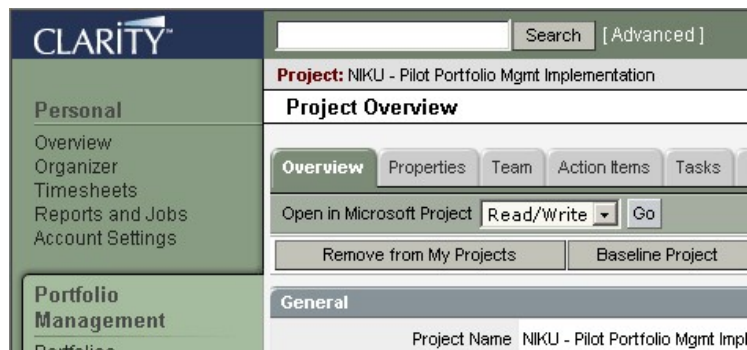 CLARITY™
Search [Advanced]
Project: NIKU - Pilot Portfolio Mgmt Implementation
Project Overview
Personal
Overview
Organizer
Timesheets
Reports and Jobs
Account Settings
Portfolio
Management
Portfolios
Overview Properties Team Action Items Tasks
Open in Microsoft Project Read/Write Go
Remove from My Projects Baseline Project
General
Project Name NIKU - Pilot Portfolio Mgmt Impl